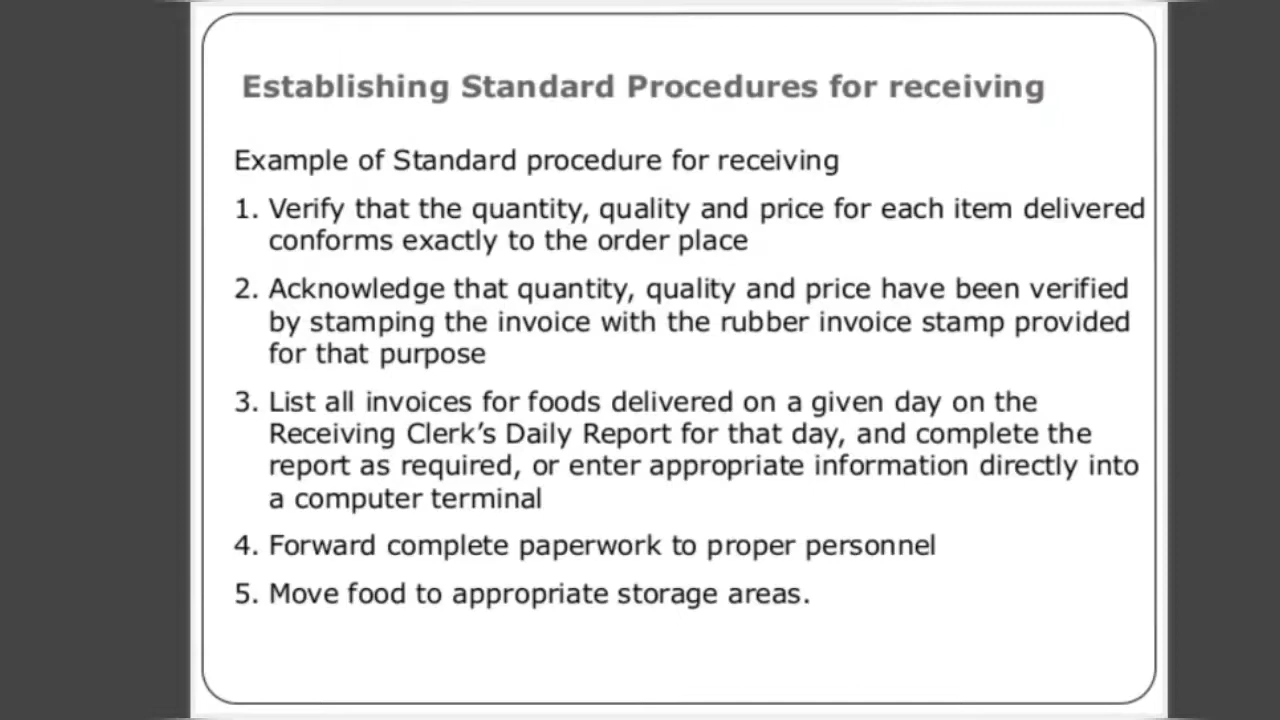 Establishing Standard Procedures for receiving
Example of Standard procedure for receiving
1. Verify that the quantity, quality and price for each item delivered
conforms exactly to the order place
2. Acknowledge that quantity, quality and price have been verified
by stamping the invoice with the rubber invoice stamp provided
for that purpose
3. List all invoices for foods delivered on a given day on the
Receiving Clerk’s Daily Report for that day, and complete the
report as required, or enter appropriate information directly into
a computer terminal
4. Forward complete paperwork to proper personnel
5. Move food to appropriate storage areas.